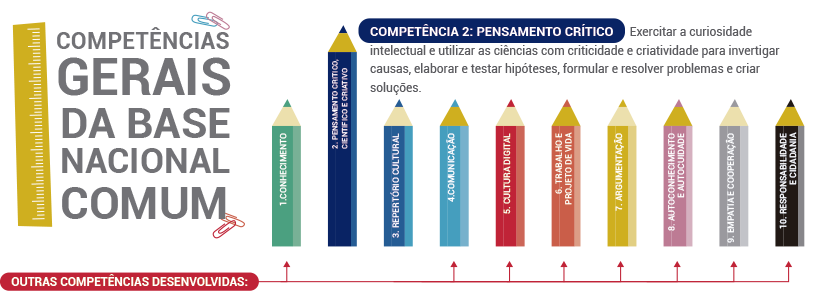 COMPETÊNCIAS
GERAIS
DA BASE
NACIONAL
COMUM
COMPETÊNCIA 2: PENSAMENTO CRÍTICO Exercitar a curiosidade
intelectual e utilizar as ciências com criticidade e criatividade para invertigar
causas, elaborar e testar hipóteses, formular e resolver problemas e criar
soluções.
1.CONHECIMENTO
2. PENSAMENTO CRÍTICO,
CIENTÍFICO E CRIATIVO
3. REPERTÓRIO CULTURAL
4.COMUNICAÇÃO
5. CULTURA DIGITAL
6. TRABALHO E
PROJETO DE VIDA
7. ARGUMENTAÇÃO
8. AUTOCONHECIMENTO
E AUTOCUIDADE
9. EMPATIA E COOPERAÇÃO
10. RESPONSABILIDADE
E CIDADANIA
OUTRAS COMPETÊNCIAS DESENVOLVIDAS: